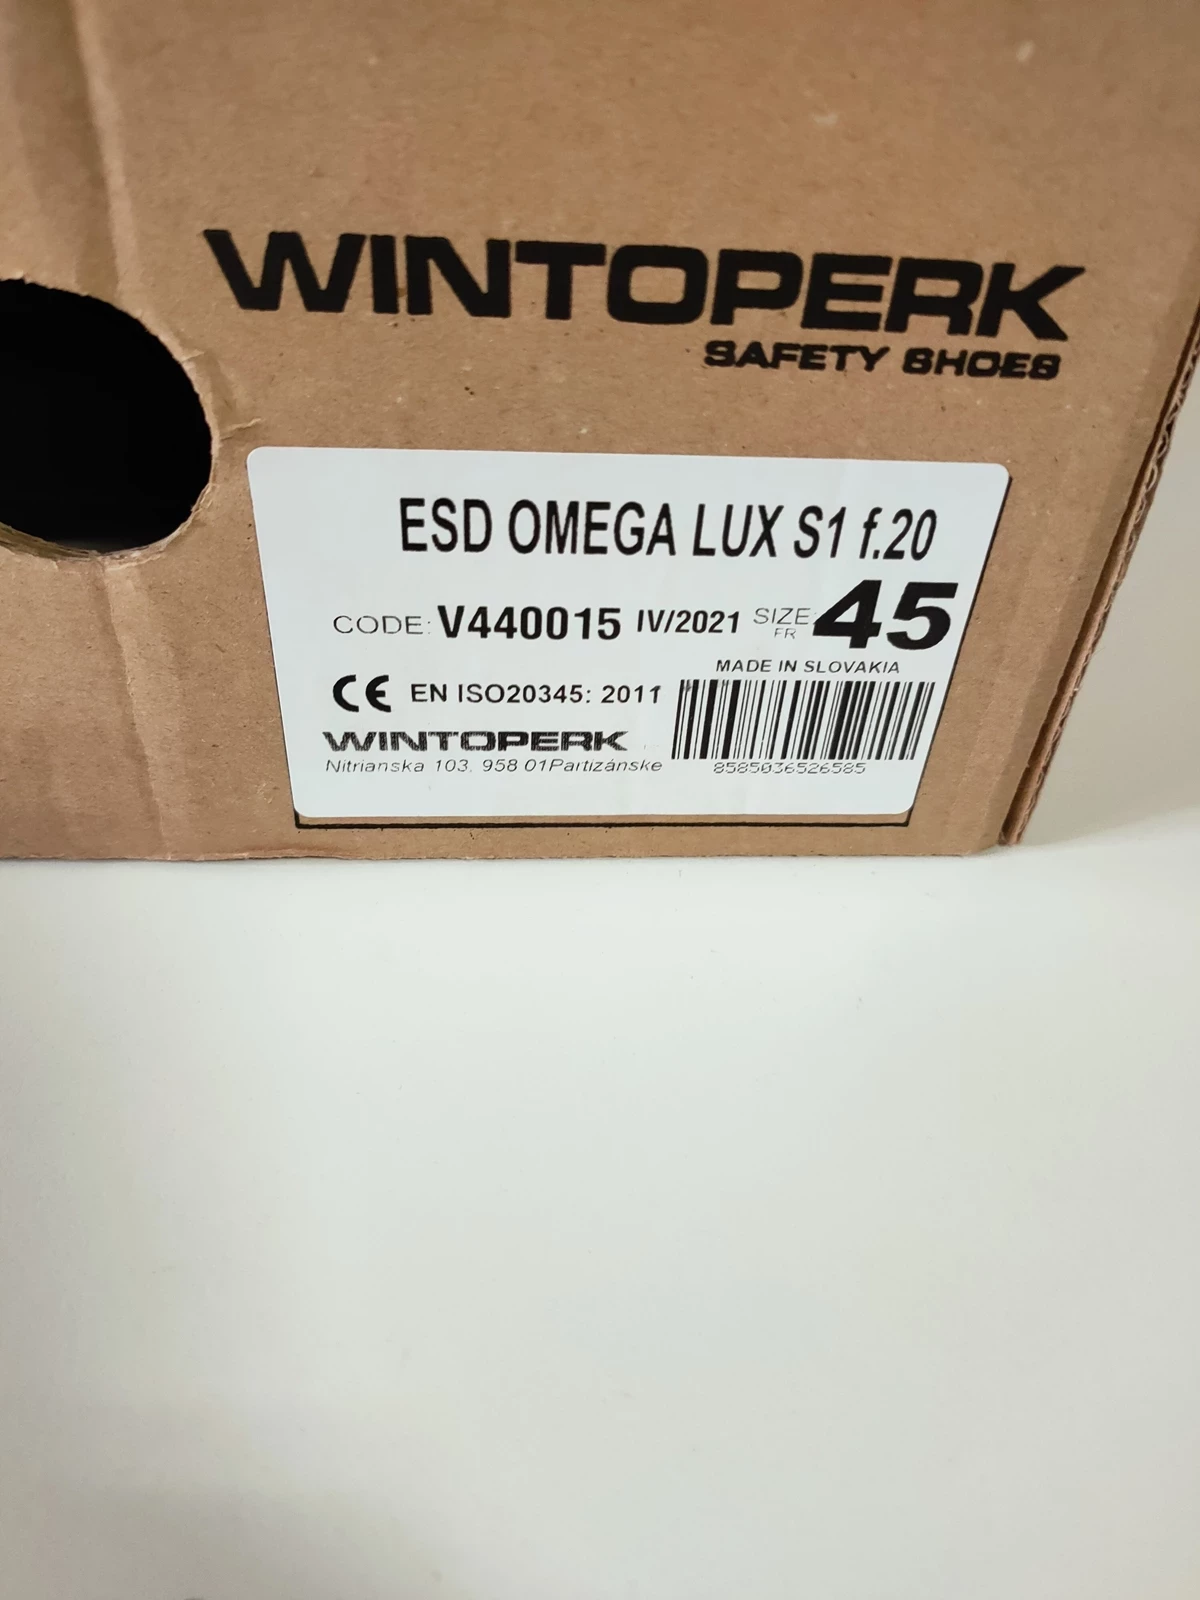 WINTOPERK
SAFETY SHOES
ESD OMEGA LUX S1 f.20
CODE: V440015 IV/2021 SIZE: FR 45
MADE IN SLOVAKIA
CE EN ISO20345: 2011
WINTOPERK
Nitrianska 103, 958 01Partizánske
8585036526585